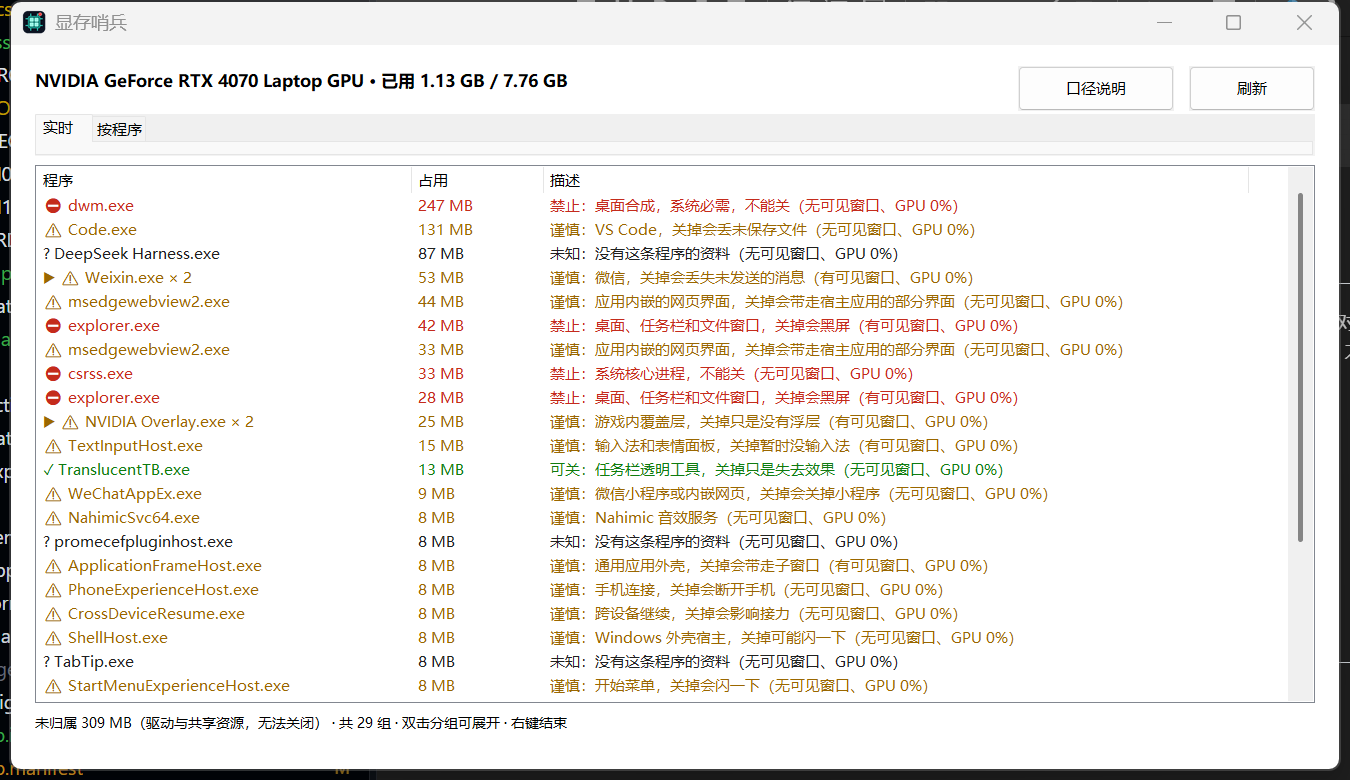 显存哨兵
NVIDIA GeForce RTX 4070 Laptop GPU • 已用 1.13 GB / 7.76 GB
口径说明
刷新
实时 按程序
程序 占用 描述
dwm.exe 247 MB 禁止：桌面合成，系统必需，不能关（无可见窗口、GPU 0%）
Code.exe 131 MB 谨慎：VS Code，关掉会丢未保存文件（无可见窗口、GPU 0%）
? DeepSeek Harness.exe 87 MB 未知：没有这条程序的资料（无可见窗口、GPU 0%）
Weixin.exe × 2 53 MB 谨慎：微信，关掉会丢失未发送的消息（有可见窗口、GPU 0%）
msedgewebview2.exe 44 MB 谨慎：应用内嵌的网页界面，关掉会带走宿主应用的部分界面（无可见窗口、GPU 0%）
explorer.exe 42 MB 禁止：桌面、任务栏和文件窗口，关掉会黑屏（有可见窗口、GPU 0%）
msedgewebview2.exe 33 MB 谨慎：应用内嵌的网页界面，关掉会带走宿主应用的部分界面（无可见窗口、GPU 0%）
csrss.exe 33 MB 禁止：系统核心进程，不能关（无可见窗口、GPU 0%）
explorer.exe 28 MB 禁止：桌面、任务栏和文件窗口，关掉会黑屏（有可见窗口、GPU 0%）
NVIDIA Overlay.exe × 2 25 MB 谨慎：游戏内覆盖层，关掉只是没有浮层（有可见窗口、GPU 0%）
TextInputHost.exe 15 MB 谨慎：输入法和表情面板，关掉暂时没输入法（有可见窗口、GPU 0%）
✓ TranslucentTB.exe 13 MB 可关：任务栏透明工具，关掉只是失去效果（无可见窗口、GPU 0%）
WeChatAppEx.exe 9 MB 谨慎：微信小程序或内嵌网页，关掉会关掉小程序（无可见窗口、GPU 0%）
NahimicSvc64.exe 8 MB 谨慎：Nahimic 音效服务（无可见窗口、GPU 0%）
? promecefpluginhost.exe 8 MB 未知：没有这条程序的资料（无可见窗口、GPU 0%）
ApplicationFrameHost.exe 8 MB 谨慎：通用应用外壳，关掉会带走子窗口（有可见窗口、GPU 0%）
PhoneExperienceHost.exe 8 MB 谨慎：手机连接，关掉会断开手机（无可见窗口、GPU 0%）
CrossDeviceResume.exe 8 MB 谨慎：跨设备继续，关掉会影响接力（无可见窗口、GPU 0%）
ShellHost.exe 8 MB 谨慎：Windows 外壳宿主，关掉可能闪一下（无可见窗口、GPU 0%）
? TabTip.exe 8 MB 未知：没有这条程序的资料（无可见窗口、GPU 0%）
StartMenuExperienceHost.exe 8 MB 谨慎：开始菜单，关掉会闪一下（无可见窗口、GPU 0%）
未归属 309 MB（驱动与共享资源，无法关闭） · 共 29 组 · 双击分组可展开 · 右键结束